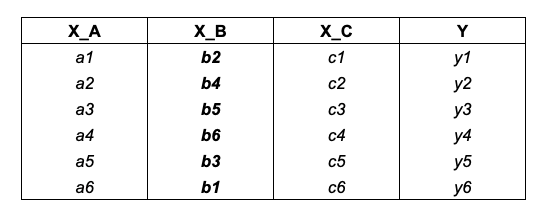 X_A X_B X_C Y
a1 b2 c1 y1
a2 b4 c2 y2
a3 b5 c3 y3
a4 b6 c4 y4
a5 b3 c5 y5
a6 b1 c6 y6